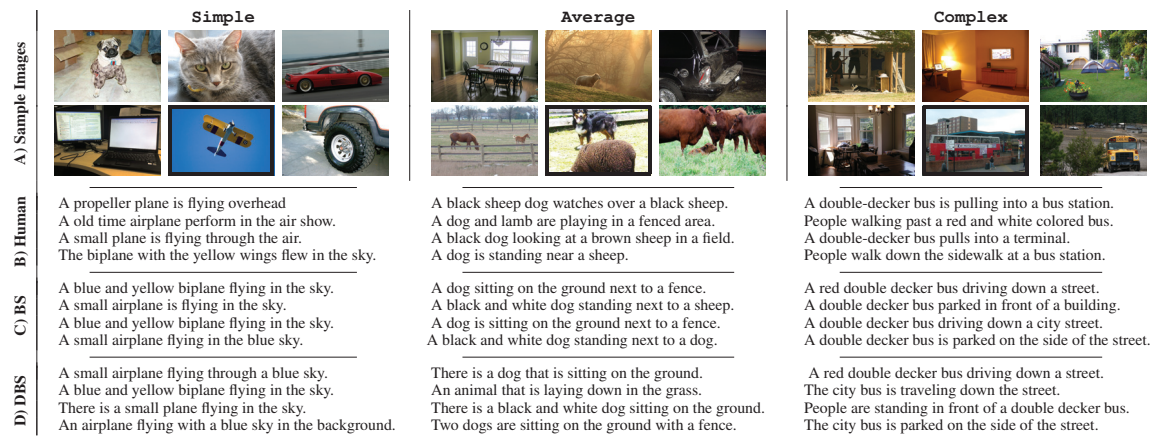 Simple
Average
Complex
A) Sample Images
B) Human
A propeller plane is flying overhead
A old time airplane perform in the air show.
A small plane is flying through the air.
The biplane with the yellow wings flew in the sky.
A black sheep dog watches over a black sheep.
A dog and lamb are playing in a fenced area.
A black dog looking at a brown sheep in a field.
A dog is standing near a sheep.
A double-decker bus is pulling into a bus station.
People walking past a red and white colored bus.
A double-decker bus pulls into a terminal.
People walk down the sidewalk at a bus station.
C) BS
A blue and yellow biplane flying in the sky.
A small airplane is flying in the sky.
A blue and yellow biplane flying in the sky.
A small airplane flying in the blue sky.
A dog sitting on the ground next to a fence.
A black and white dog standing next to a sheep.
A dog is sitting on the ground next to a fence.
A black and white dog standing next to a dog.
A red double decker bus driving down a street.
A double decker bus parked in front of a building.
A double decker bus driving down a city street.
A double decker bus is parked on the side of the street.
D) DBS
A small airplane flying through a blue sky.
A blue and yellow biplane flying in the sky.
There is a small plane flying in the sky.
An airplane flying with a blue sky in the background.
There is a dog that is sitting on the ground.
An animal that is laying down in the grass.
There is a black and white dog sitting on the ground.
Two dogs are sitting on the ground with a fence.
A red double decker bus driving down a street.
The city bus is traveling down the street.
People are standing in front of a double decker bus.
The city bus is parked on the side of the street.